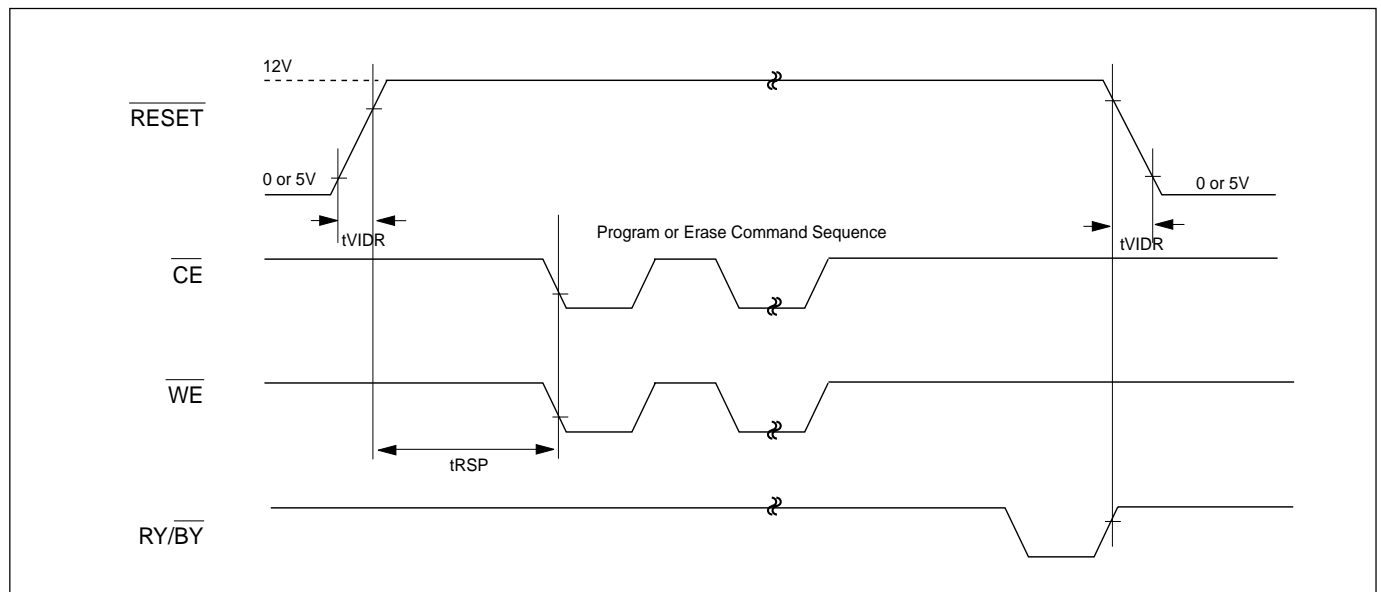 12V
RESET
0 or 5V
0 or 5V
tVIDR
Program or Erase Command Sequence
tVIDR
CE
WE
tRSP
RY/BY